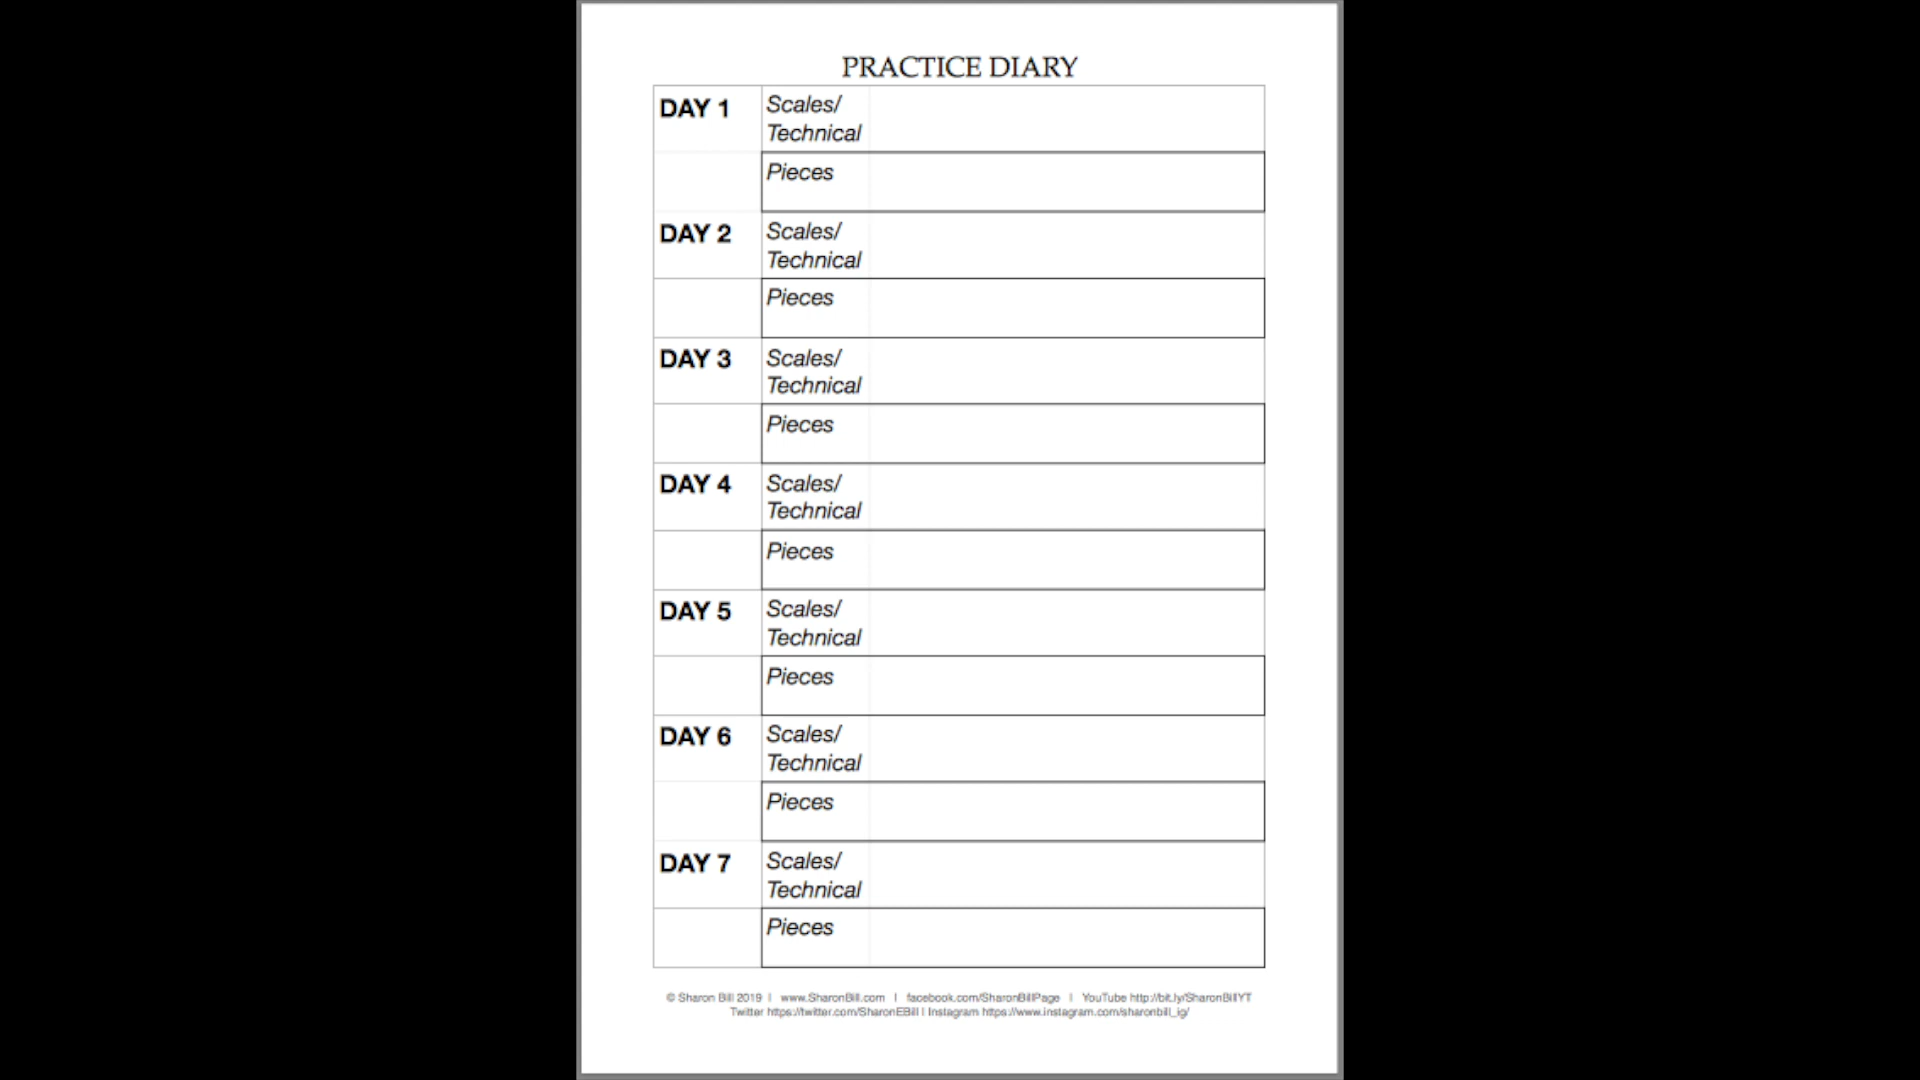 PRACTICE DIARY
DAY 1 Scales/
Technical
Pieces
DAY 2 Scales/
Technical
Pieces
DAY 3 Scales/
Technical
Pieces
DAY 4 Scales/
Technical
Pieces
DAY 5 Scales/
Technical
Pieces
DAY 6 Scales/
Technical
Pieces
DAY 7 Scales/
Technical
Pieces
© Sharon Bill 2019 | www.SharonBill.com | facebook.com/SharonBillPage | YouTube http://bit.ly/SharonBillYT
Twitter https://twitter.com/SharonEBill | Instagram https://www.instagram.com/sharonbill_ig/